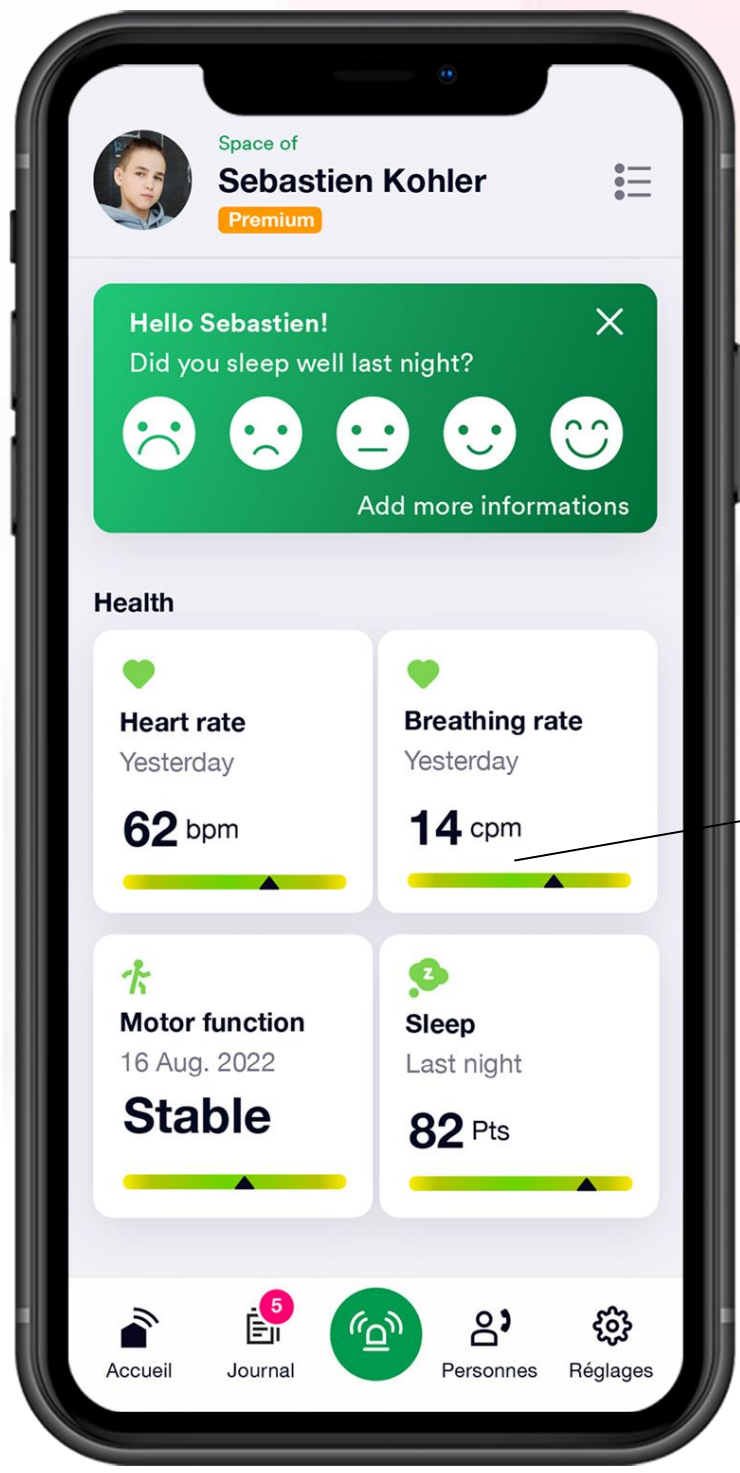 Space of
Sebastien Kohler
Premium
Hello Sebastien!
Did you sleep well last night?
Add more informations
Health
Heart rate
Yesterday
62 bpm
Breathing rate
Yesterday
14 cpm
Motor function
16 Aug. 2022
Stable
Sleep
Last night
82 Pts
5
Accueil
Journal
Personnes
Réglages